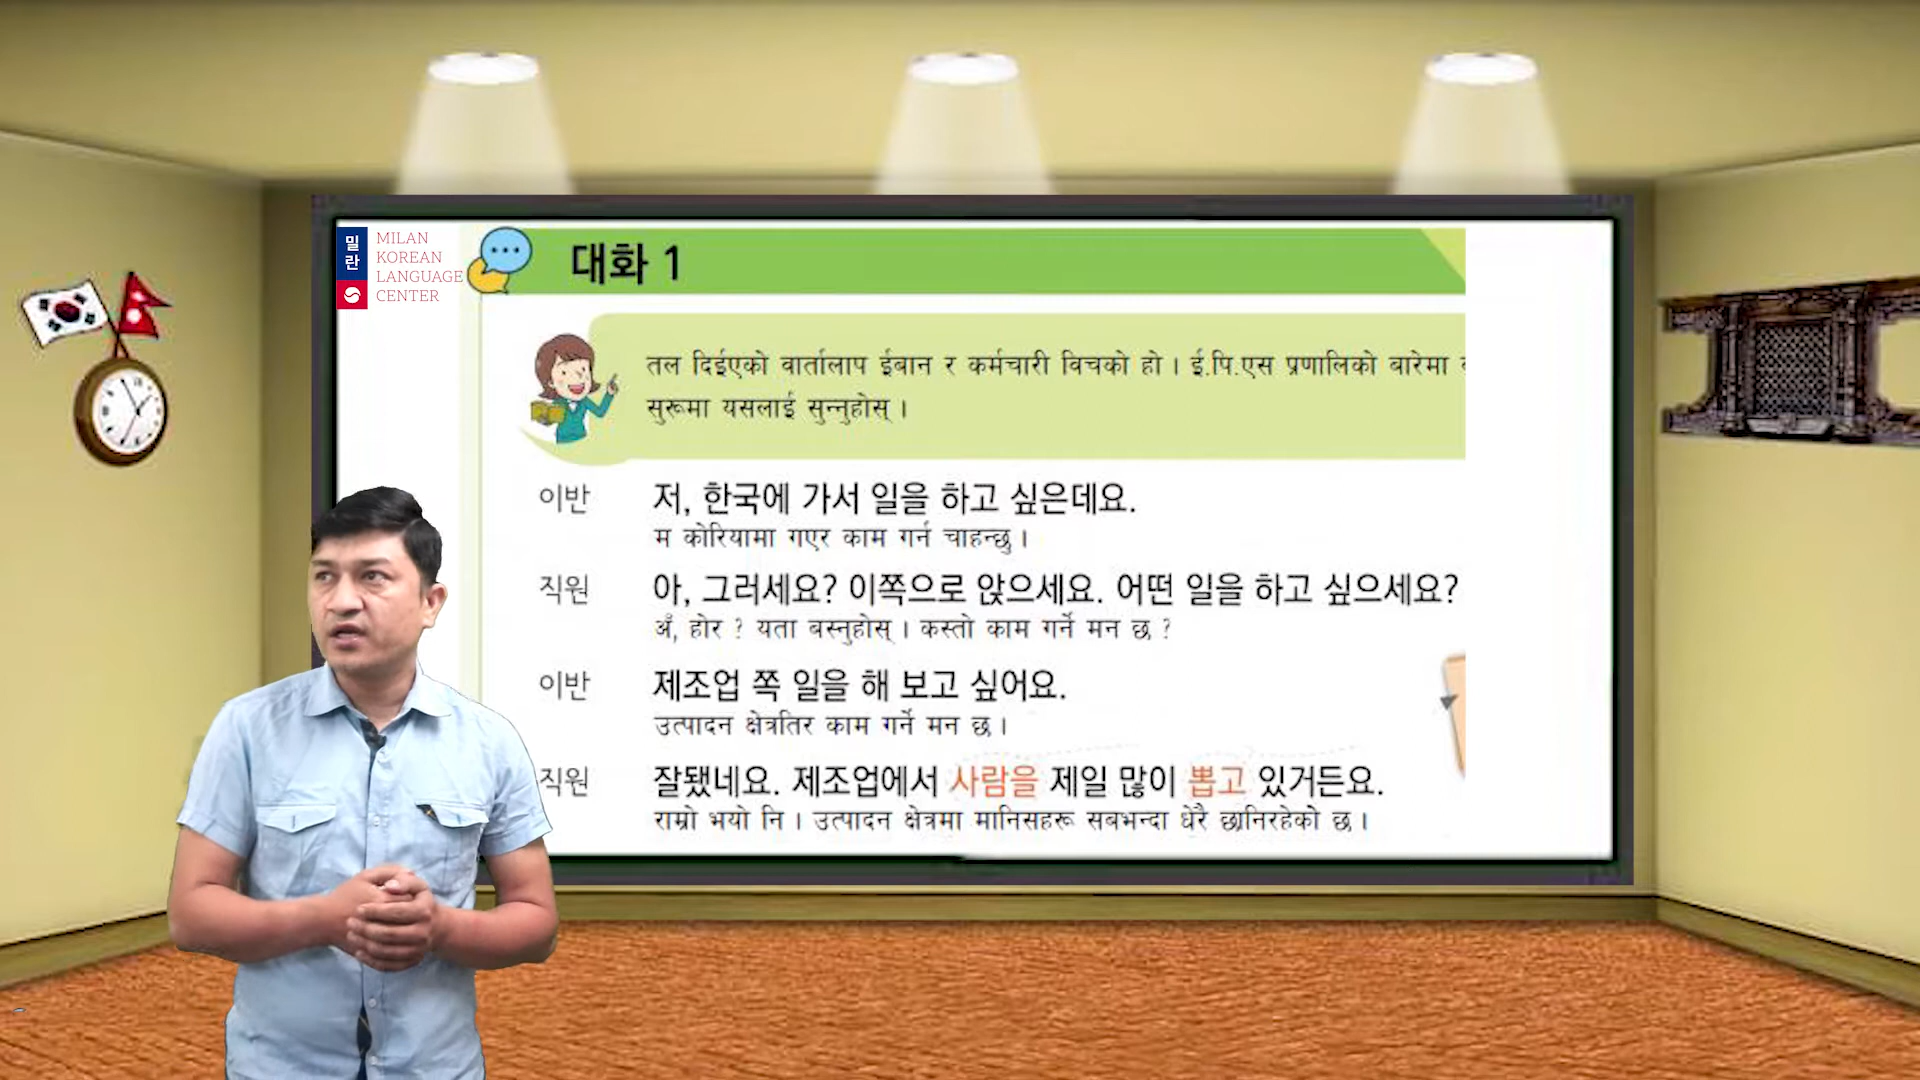 밀란
MILAN
KOREAN
LANGUAGE
CENTER
대화 1
तल दिईएको वार्तालाप ईबान र कर्मचारी विचको हो । ई.पि.एस प्रणालिको बारेमा
सुरूमा यसलाई सुन्नुहोस् ।
이반 저, 한국에 가서 일을 하고 싶은데요.
म कोरियामा गएर काम गर्न चाहन्छु ।
직원 아, 그러세요? 이쪽으로 앉으세요. 어떤 일을 하고 싶으세요?
अँ, होर ? यता बस्नुहोस् । कस्तो काम गर्ने मन छ ?
이반 제조업 쪽 일을 해 보고 싶어요.
उत्पादन क्षेत्रतिर काम गर्ने मन छ ।
직원 잘됐네요. 제조업에서 사람을 제일 많이 뽑고 있거든요.
राम्रो भयो नि । उत्पादन क्षेत्रमा मानिसहरू सबभन्दा धेरै छानिरहेको छ ।